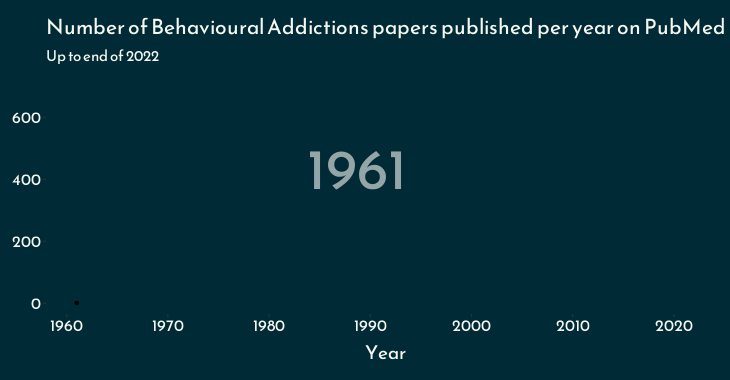 Number of Behavioural Addictions papers published per year on PubMed
Up to end of 2022
600
1961
400
200
0
1960 1970 1980 1990 2000 2010 2020
Year